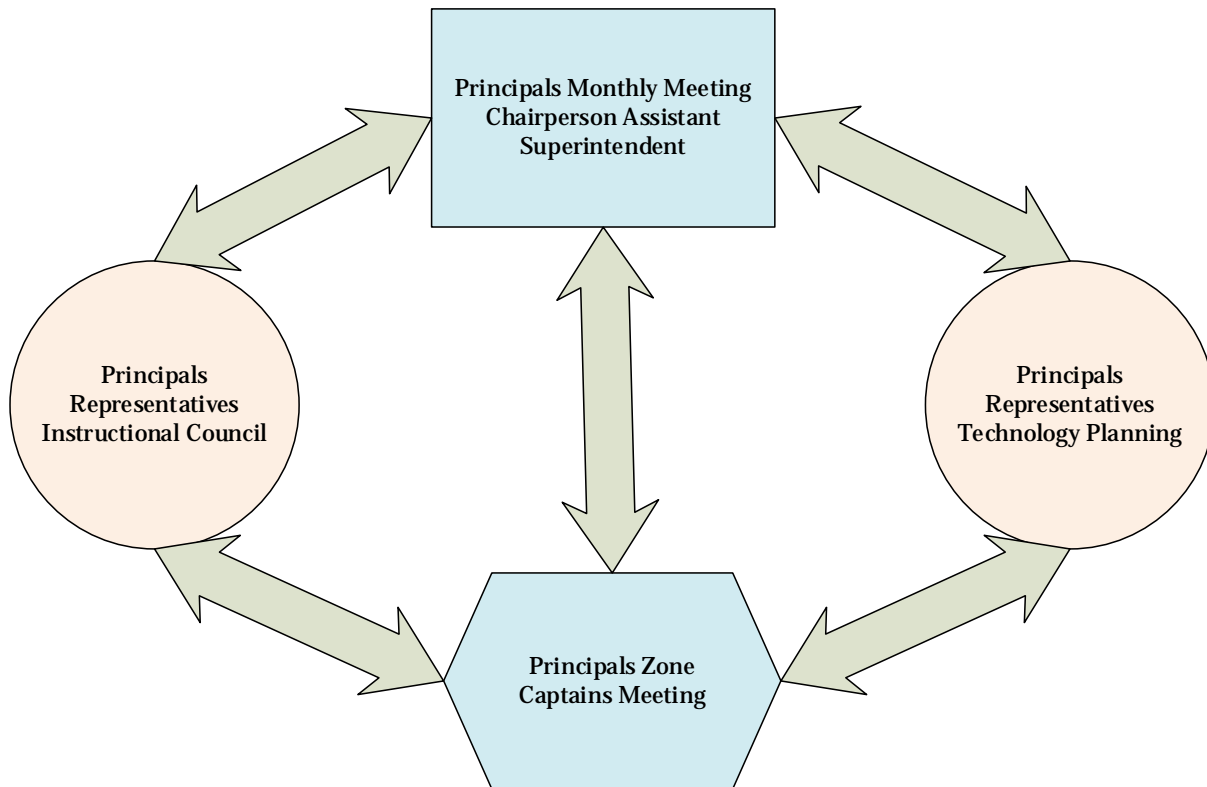 Principals Monthly Meeting
Chairperson Assistant
Superintendent
Principals
Representatives
Instructional Council
Principals
Representatives
Technology Planning
Principals Zone
Captains Meeting